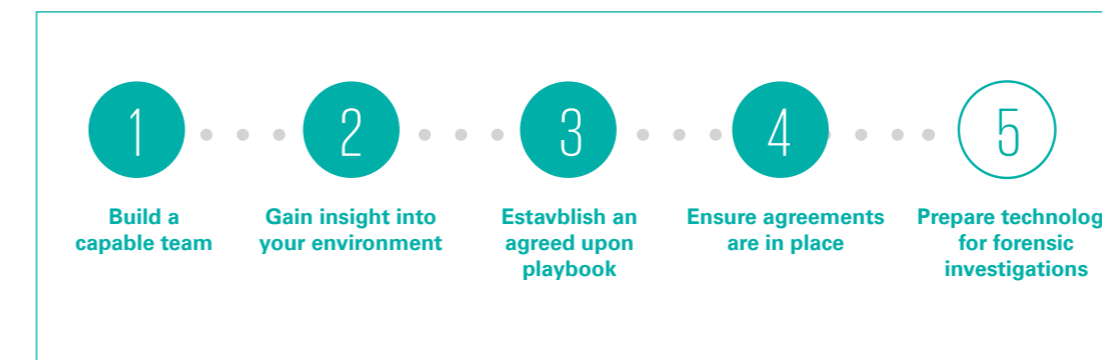 1
2
3
4
5
Build a
capable team
Gain insight into
your environment
Estavblish an
agreed upon
playbook
Ensure agreements
are in place
Prepare technolog
for forensic
investigations